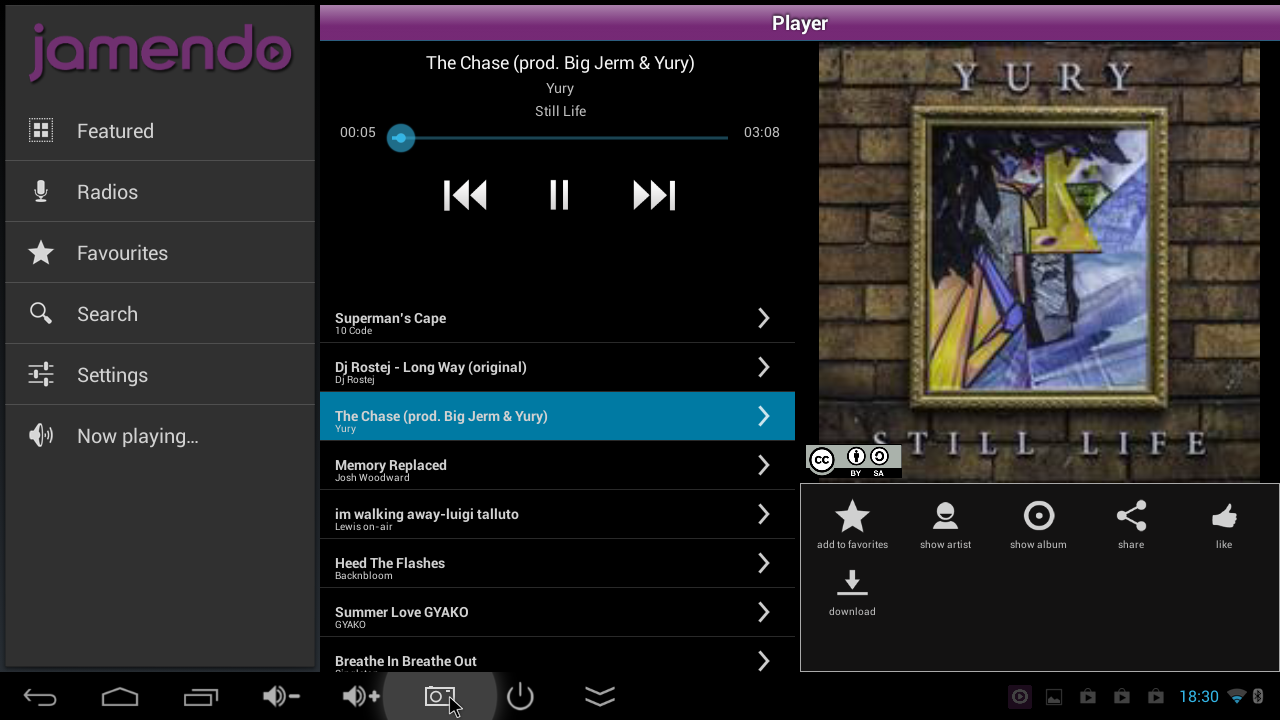 jamendo
Featured
Radios
Favourites
Search
Settings
Now playing...
Player
The Chase (prod. Big Jerm & Yury)
Yury
Still Life
00:05
03:08
Superman's Cape
10 Code
Dj Rostej - Long Way (original)
Dj Rostej
The Chase (prod. Big Jerm & Yury)
Yury
Memory Replaced
Josh Woodward
im walking away-luigi talluto
Lewis on-air
Heed The Flashes
Backnbloom
Summer Love GYAKO
GYAKO
Breathe In Breathe Out
YURY
STILL LIFE
cc
BY SA
add to favorites
show artist
show album
share
like
download
18:30